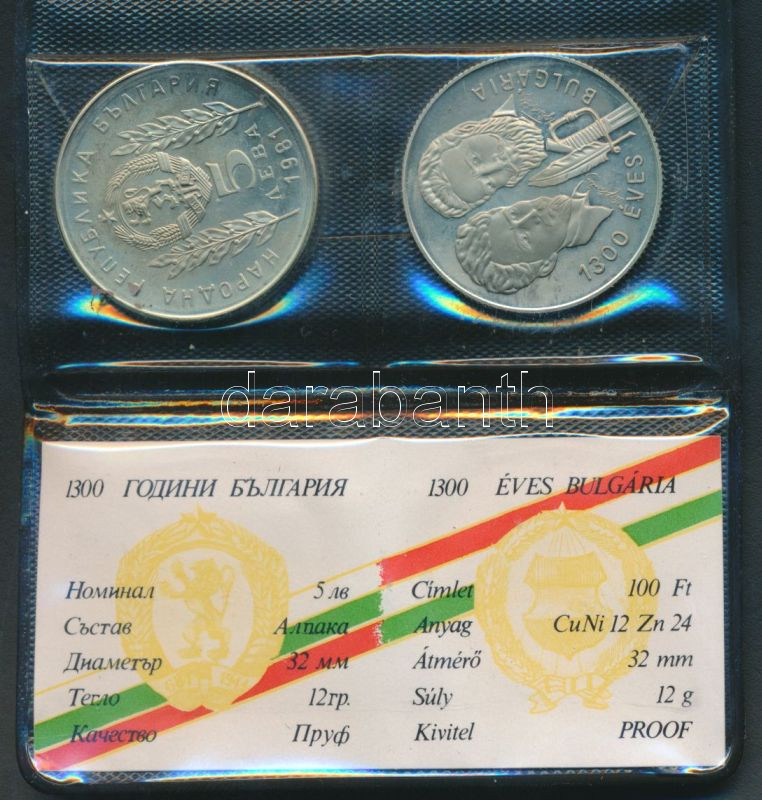 НАРОДНА РЕПУБЛИКА БЪЛГАРИЯ
5
ЛЕВА
1981
BULGÁRIA
1300 ÉVES
darabanth
1300 ГОДИНИ БЪЛГАРИЯ
Номинал 5 лв
Състав Алпака
Диаметър 32 мм
Тегло 12гр.
Качество Пруф
1300 ÉVES BULGÁRIA
Címlet 100 Ft
Anyag CuNi 12 Zn 24
Átmérő 32 mm
Súly 12 g
Kivitel PROOF